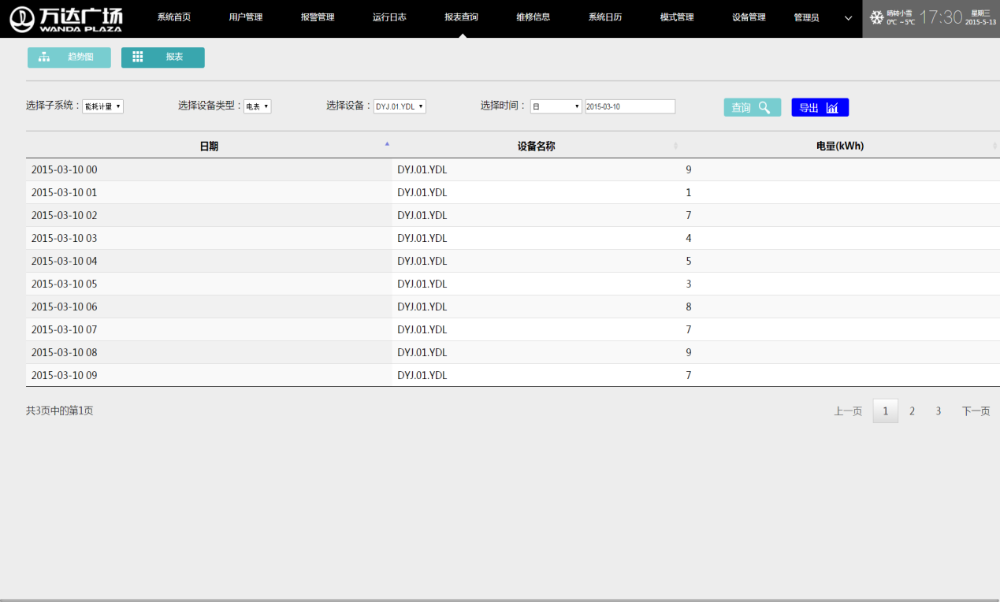 万达广场
WANDA PLAZA
系统首页 用户管理 报警管理 运行日志 报表查询 维修信息 系统日历 模式管理 设备管理 管理员
晴转小雪
0℃ ~ 5℃
17:30
星期三
2015-5-13
趋势图 报表
选择子系统： 能耗计量 选择设备类型： 电表 选择设备： DYJ.01.YDL 选择时间： 日 2015-03-10 查询 导出
日期 设备名称 电量(kWh)
2015-03-10 00 DYJ.01.YDL 9
2015-03-10 01 DYJ.01.YDL 1
2015-03-10 02 DYJ.01.YDL 7
2015-03-10 03 DYJ.01.YDL 4
2015-03-10 04 DYJ.01.YDL 5
2015-03-10 05 DYJ.01.YDL 3
2015-03-10 06 DYJ.01.YDL 8
2015-03-10 07 DYJ.01.YDL 7
2015-03-10 08 DYJ.01.YDL 9
2015-03-10 09 DYJ.01.YDL 7
共3页中的第1页 上一页 1 2 3 下一页